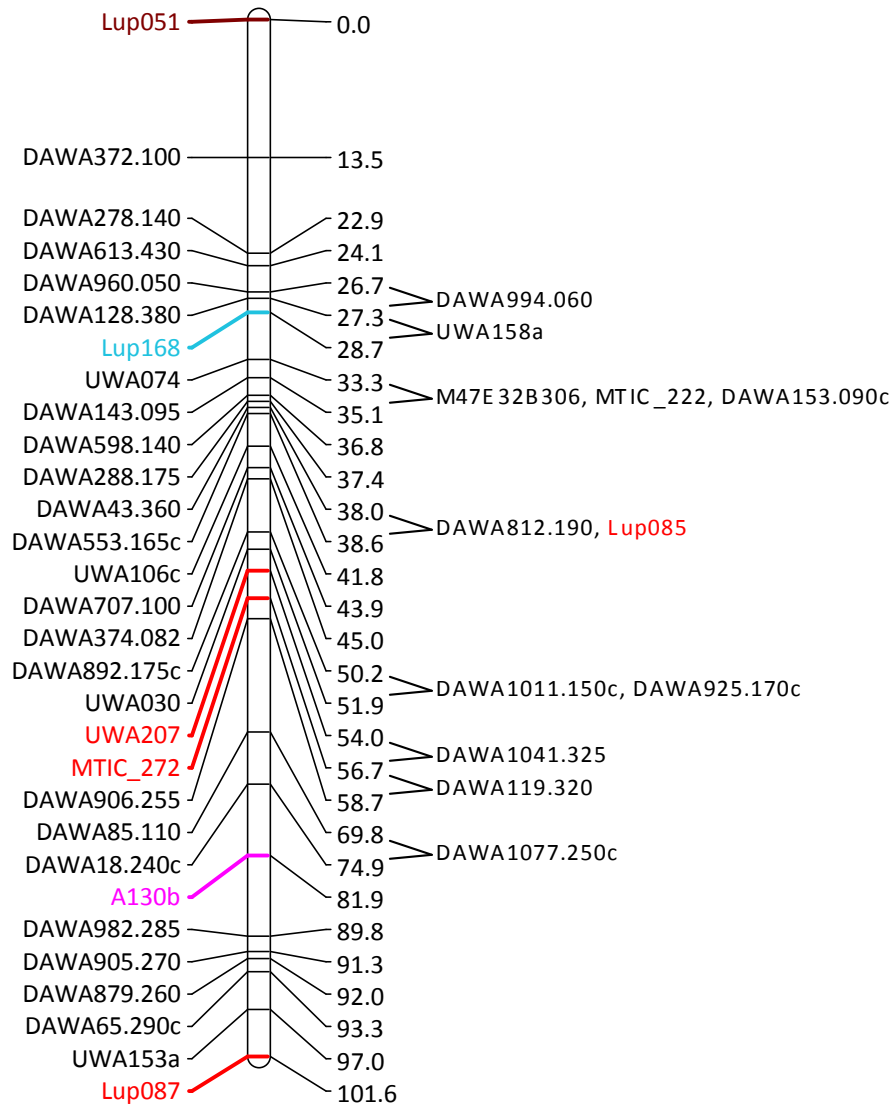 Lup051 0.0
DAWA372.100 13.5
DAWA278.140 22.9
DAWA613.430 24.1
DAWA960.050 26.7
DAWA994.060
DAWA128.380 27.3
UWA158a
Lup168 28.7
UWA074 33.3
M47E32B306, MTIC_222, DAWA153.090c
DAWA143.095 35.1
DAWA598.140 36.8
DAWA288.175 37.4
DAWA43.360 38.0
DAWA812.190, Lup085
DAWA553.165c 38.6
UWA106c 41.8
DAWA707.100 43.9
DAWA374.082 45.0
DAWA892.175c 50.2
DAWA1011.150c, DAWA925.170c
UWA030 51.9
UWA207 54.0
DAWA1041.325
MTIC_272 56.7
DAWA119.320
DAWA906.255 58.7
DAWA85.110 69.8
DAWA1077.250c
DAWA18.240c 74.9
A130b 81.9
DAWA982.285 89.8
DAWA905.270 91.3
DAWA879.260 92.0
DAWA65.290c 93.3
UWA153a 97.0
Lup087 101.6